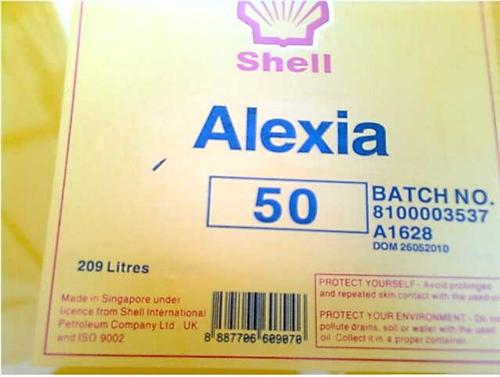 Shell
Alexia
50
BATCH NO.
8100003537
A1628
DOM 26052010
209 Litres
Made in Singapore under
licence from Shell International
Petroleum Company Ltd UK
and ISO 9002
8 887706 609070
PROTECT YOURSELF - Avoid prolonged
and repeated skin contact with the used
PROTECT YOUR ENVIRONMENT - Do
pollute drains, soil or water with the used
oil. Collect it in a proper container.